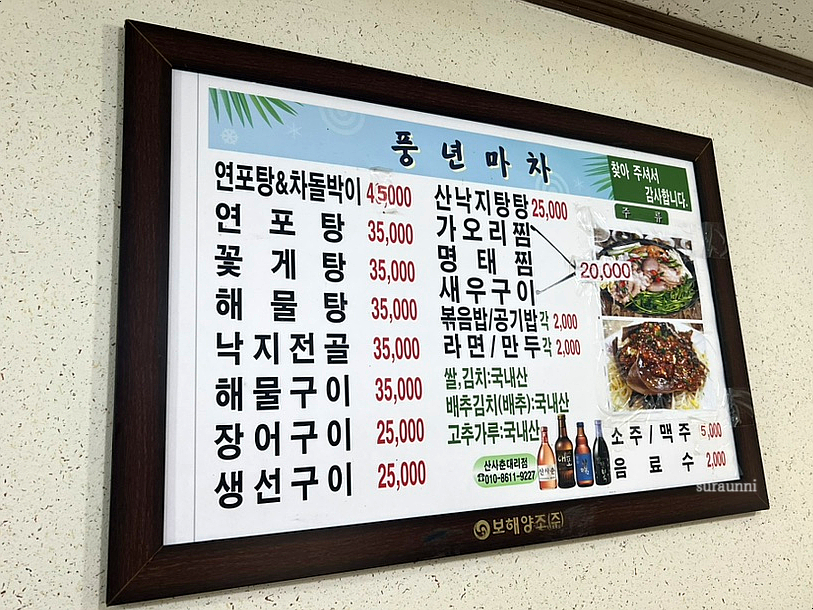 풍년마차
찾아 주셔서
감사합니다.
연포탕&차돌박이 45,000
연포탕 35,000
꽃게탕 35,000
해물탕 35,000
낙지전골 35,000
해물구이 35,000
장어구이 25,000
생선구이 25,000
산낙지탕탕 25,000
가오리찜
명태찜 20,000
새우구이
볶음밥/공기밥각 2,000
라면/만두각 2,000
쌀,김치:국내산
배추김치(배추):국내산
고추가루:국내산
산사춘대리점
☎010-8611-9227
주류
소주/맥주 5,000
음료수 2,000
보해양조(주)
suraunni